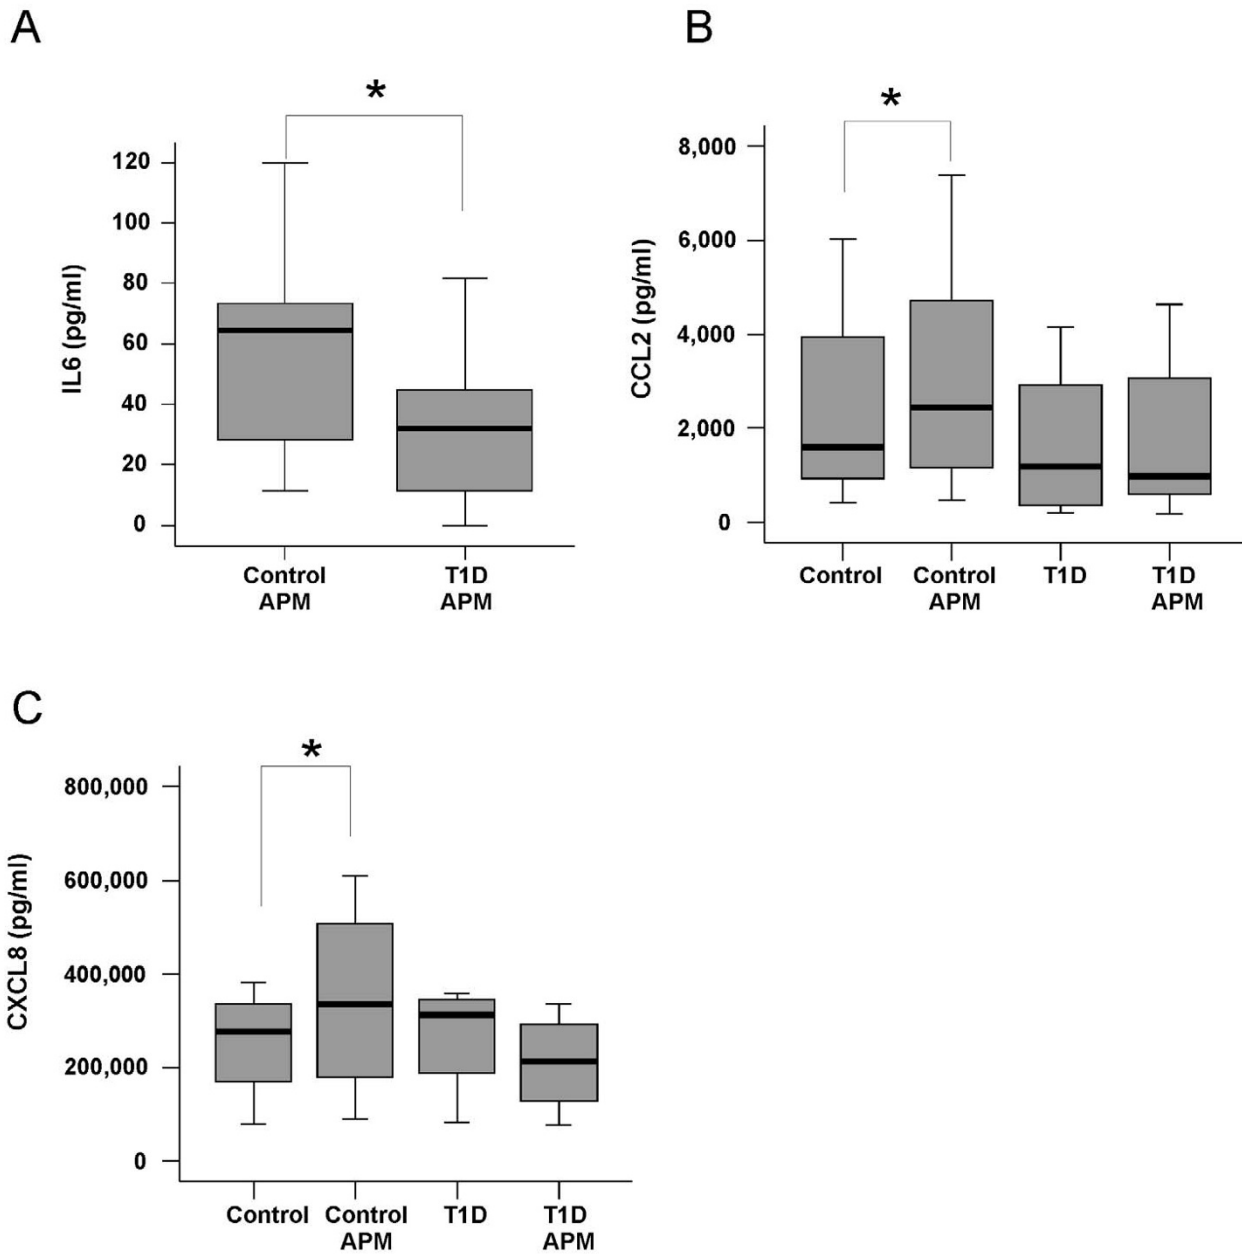 A
*
IL6 (pg/ml)
120
100
80
60
40
20
0
Control
APM
T1D
APM
B
*
CCL2 (pg/ml)
8,000
6,000
4,000
2,000
0
Control
Control
APM
T1D
T1D
APM
C
*
CXCL8 (pg/ml)
800,000
600,000
400,000
200,000
0
Control
Control
APM
T1D
T1D
APM